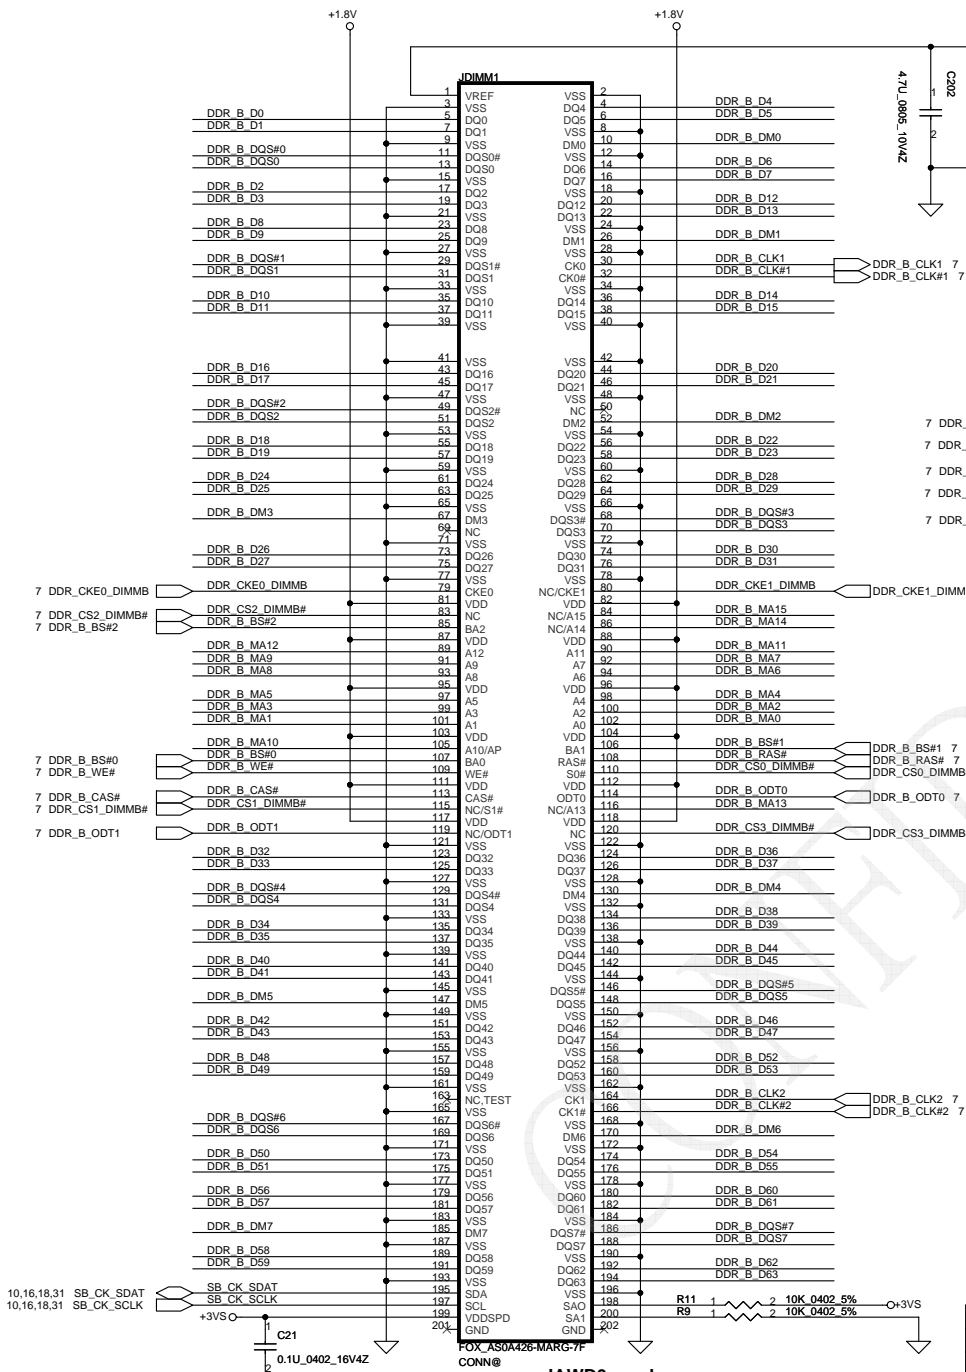 +1.8V +1.8V
JDIMM1
C202
4.7U_0805_10V4Z
1
2
1 VREF VSS 2
3 VSS DQ4 4 DDR_B_D4
DDR_B_D0 5 DQ0 DQ5 6 DDR_B_D5
DDR_B_D1 7 DQ1 VSS 8
9 VSS DM0 10 DDR_B_DM0
DDR_B_DQS#0 11 DQS0# VSS 12
DDR_B_DQS0 13 DQS0 DQ6 14 DDR_B_D6
15 VSS DQ7 16 DDR_B_D7
DDR_B_D2 17 DQ2 VSS 18
DDR_B_D3 19 DQ3 DQ12 20 DDR_B_D12
21 VSS DQ13 22 DDR_B_D13
DDR_B_D8 23 DQ8 VSS 24
DDR_B_D9 25 DQ9 DM1 26 DDR_B_DM1
27 VSS VSS 28
DDR_B_DQS#1 29 DQS1# CK0 30 DDR_B_CLK1 DDR_B_CLK1 7
DDR_B_DQS1 31 DQS1 CK0# 32 DDR_B_CLK#1 DDR_B_CLK#1 7
33 VSS VSS 34
DDR_B_D10 35 DQ10 DQ14 36 DDR_B_D14
DDR_B_D11 37 DQ11 DQ15 38 DDR_B_D15
39 VSS VSS 40
41 VSS VSS 42
DDR_B_D16 43 DQ16 DQ20 44 DDR_B_D20
DDR_B_D17 45 DQ17 DQ21 46 DDR_B_D21
47 VSS VSS 48
DDR_B_DQS#2 49 DQS2# NC 50
DDR_B_DQS2 51 DQS2 DM2 52 DDR_B_DM2 7 DDR_
53 VSS VSS 54
DDR_B_D18 55 DQ18 DQ22 56 DDR_B_D22 7 DDR_
DDR_B_D19 57 DQ19 DQ23 58 DDR_B_D23
59 VSS VSS 60 7 DDR_
DDR_B_D24 61 DQ24 DQ28 62 DDR_B_D28
DDR_B_D25 63 DQ25 DQ29 64 DDR_B_D29 7 DDR_
65 VSS VSS 66
DDR_B_DM3 67 DM3 DQS3# 68 DDR_B_DQS#3 7 DDR_
69 NC DQS3 70 DDR_B_DQS3
71 VSS VSS 72
DDR_B_D26 73 DQ26 DQ30 74 DDR_B_D30
DDR_B_D27 75 DQ27 DQ31 76 DDR_B_D31
77 VSS VSS 78
7 DDR_CKE0_DIMMB DDR_CKE0_DIMMB 79 CKE0 NC/CKE1 80 DDR_CKE1_DIMMB DDR_CKE1_DIMM
81 VDD VDD 82
7 DDR_CS2_DIMMB# DDR_CS2_DIMMB# 83 NC NC/A15 84 DDR_B_MA15
7 DDR_B_BS#2 DDR_B_BS#2 85 BA2 NC/A14 86 DDR_B_MA14
87 VDD VDD 88
DDR_B_MA12 89 A12 A11 90 DDR_B_MA11
DDR_B_MA9 91 A9 A7 92 DDR_B_MA7
DDR_B_MA8 93 A8 A6 94 DDR_B_MA6
95 VDD VDD 96
DDR_B_MA5 97 A5 A4 98 DDR_B_MA4
DDR_B_MA3 99 A3 A2 100 DDR_B_MA2
DDR_B_MA1 101 A1 A0 102 DDR_B_MA0
103 VDD VDD 104
DDR_B_MA10 105 A10/AP BA1 106 DDR_B_BS#1 DDR_B_BS#1 7
7 DDR_B_BS#0 DDR_B_BS#0 107 BA0 RAS# 108 DDR_B_RAS# DDR_B_RAS# 7
7 DDR_B_WE# DDR_B_WE# 109 WE# S0# 110 DDR_CS0_DIMMB# DDR_CS0_DIMMB
111 VDD VDD 112
7 DDR_B_CAS# DDR_B_CAS# 113 CAS# ODT0 114 DDR_B_ODT0 DDR_B_ODT0 7
7 DDR_CS1_DIMMB# DDR_CS1_DIMMB# 115 NC/S1# NC/A13 116 DDR_B_MA13
117 VDD VDD 118
7 DDR_B_ODT1 DDR_B_ODT1 119 NC/ODT1 NC 120 DDR_CS3_DIMMB# DDR_CS3_DIMMB
121 VSS VSS 122
DDR_B_D32 123 DQ32 DQ36 124 DDR_B_D36
DDR_B_D33 125 DQ33 DQ37 126 DDR_B_D37
127 VSS VSS 128
DDR_B_DQS#4 129 DQS4# DM4 130 DDR_B_DM4
DDR_B_DQS4 131 DQS4 VSS 132
133 VSS DQ38 134 DDR_B_D38
DDR_B_D34 135 DQ34 DQ39 136 DDR_B_D39
DDR_B_D35 137 DQ35 VSS 138
139 VSS DQ44 140 DDR_B_D44
DDR_B_D40 141 DQ40 DQ45 142 DDR_B_D45
DDR_B_D41 143 DQ41 VSS 144
145 VSS DQS5# 146 DDR_B_DQS#5
DDR_B_DM5 147 DM5 DQS5 148 DDR_B_DQS5
149 VSS VSS 150
DDR_B_D42 151 DQ42 DQ46 152 DDR_B_D46
DDR_B_D43 153 DQ43 DQ47 154 DDR_B_D47
155 VSS VSS 156
DDR_B_D48 157 DQ48 DQ52 158 DDR_B_D52
DDR_B_D49 159 DQ49 DQ53 160 DDR_B_D53
161 VSS VSS 162
163 NC,TEST CK1 164 DDR_B_CLK2 DDR_B_CLK2 7
165 VSS CK1# 166 DDR_B_CLK#2 DDR_B_CLK#2 7
DDR_B_DQS#6 167 DQS6# VSS 168
DDR_B_DQS6 169 DQS6 DM6 170 DDR_B_DM6
171 VSS VSS 172
DDR_B_D50 173 DQ50 DQ54 174 DDR_B_D54
DDR_B_D51 175 DQ51 DQ55 176 DDR_B_D55
177 VSS VSS 178
DDR_B_D56 179 DQ56 DQ60 180 DDR_B_D60
DDR_B_D57 181 DQ57 DQ61 182 DDR_B_D61
183 VSS VSS 184
DDR_B_DM7 185 DM7 DQS7# 186 DDR_B_DQS#7
187 VSS DQS7 188 DDR_B_DQS7
DDR_B_D58 189 DQ58 VSS 190
DDR_B_D59 191 DQ59 DQ62 192 DDR_B_D62
193 VSS DQ63 194 DDR_B_D63
10,16,18,31 SB_CK_SDAT SB_CK_SDAT 195 SDA VSS 196
10,16,18,31 SB_CK_SCLK SB_CK_SCLK 197 SCL SAO 198 R11 1 2 10K_0402_5% +3VS
+3VS 199 VDDSPD SA1 200 R9 1 2 10K_0402_5%
201 GND GND 202
1
C21
0.1U_0402_16V4Z
2
FOX_AS0A426-MARG-7F
CONN@
CONFID